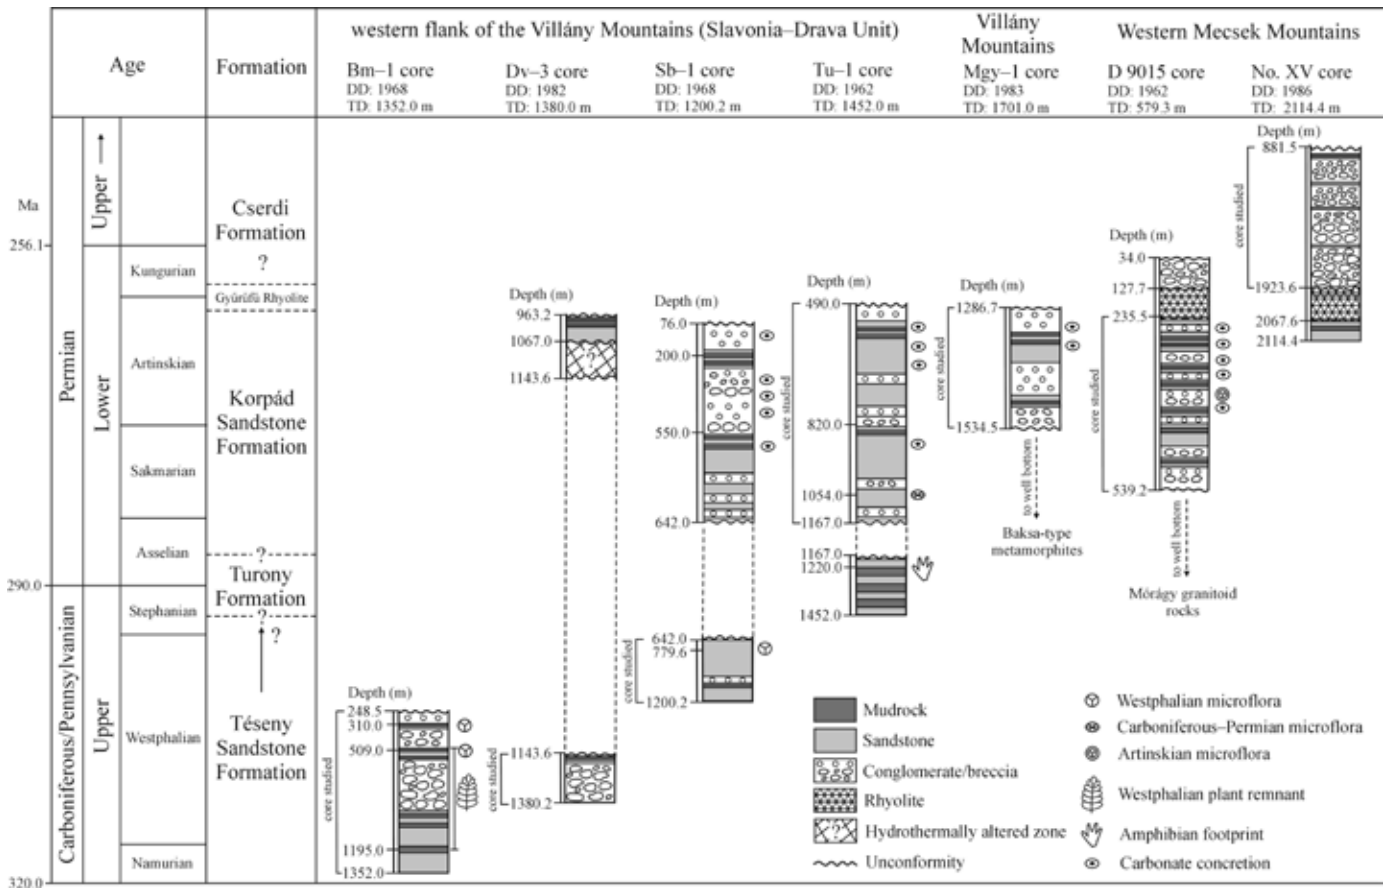 Age
Formation
western flank of the Villány Mountains (Slavonia–Drava Unit)
Villány
Mountains
Western Mecsek Mountains
Bm–1 core
DD: 1968
TD: 1352.0 m
Dv–3 core
DD: 1982
TD: 1380.0 m
Sb–1 core
DD: 1968
TD: 1200.2 m
Tu–1 core
DD: 1962
TD: 1452.0 m
Mgy–1 core
DD: 1983
TD: 1701.0 m
D 9015 core
DD: 1962
TD: 579.3 m
No. XV core
DD: 1986
TD: 2114.4 m
Ma
256.1
290.0
320.0
Permian
Carboniferous/Pennsylvanian
Upper
Lower
Upper
Kungurian
Artinskian
Sakmarian
Asselian
Stephanian
Westphalian
Namurian
Cserdi
Formation
?
Gyűrűfű Rhyolite
Korpád
Sandstone
Formation
?
Turony
Formation
?
?
Téseny
Sandstone
Formation
Depth (m)
248.5
310.0
509.0
1195.0
1352.0
core studied
Depth (m)
963.2
1067.0
1143.6
?
1143.6
1380.2
core studied
Depth (m)
76.0
200.0
550.0
642.0
642.0
779.6
1200.2
core studied
Depth (m)
490.0
820.0
1054.0
1167.0
1167.0
1220.0
1452.0
core studied
Depth (m)
1286.7
1534.5
core studied
to well bottom
Baksa-type
metamorphites
Depth (m)
34.0
127.7
235.5
539.2
core studied
to well bottom
Mórágy granitoid
rocks
Depth (m)
881.5
1923.6
2067.6
2114.4
core studied
Mudrock
Sandstone
Conglomerate/breccia
Rhyolite
? Hydrothermally altered zone
Unconformity
Westphalian microflora
Carboniferous–Permian microflora
Artinskian microflora
Westphalian plant remnant
Amphibian footprint
Carbonate concretion